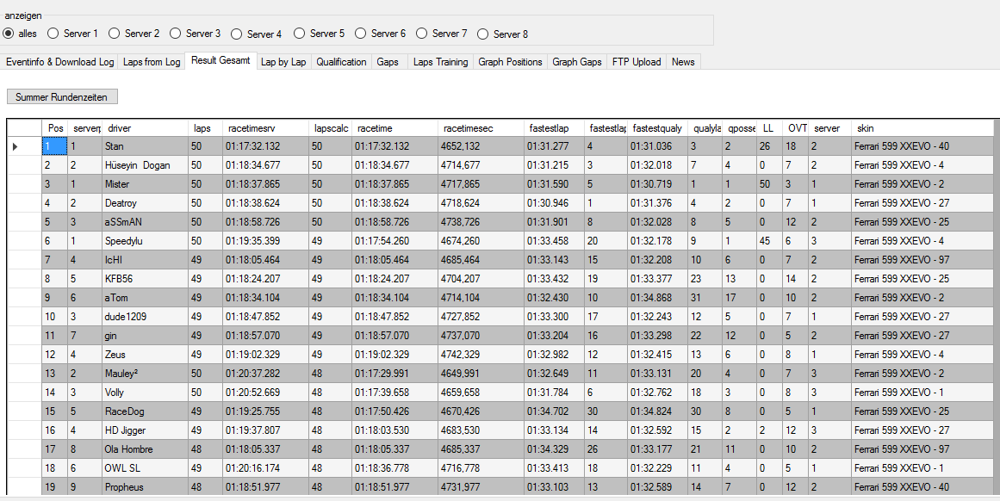 anzeigen
alles Server 1 Server 2 Server 3 Server 4 Server 5 Server 6 Server 7 Server 8
Eventinfo & Download Log Laps from Log Result Gesamt Lap by Lap Qualification Gaps Laps Training Graph Positions Graph Gaps FTP Upload News
Summer Rundenzeiten
Pos serverp driver laps racetimesrv lapscalc racetime racetimesec fastestlap fastestlap fastestqualy qualyla qposse LL OVT server skin
1 1 Stan 50 01:17:32.132 50 01:17:32.132 4652,132 01:31.277 4 01:31.036 3 2 26 18 2 Ferrari 599 XXEVO - 40
2 2 Hüseyin Dogan 50 01:18:34.677 50 01:18:34.677 4714,677 01:31.215 3 01:32.018 7 4 0 7 2 Ferrari 599 XXEVO - 4
3 1 Mister 50 01:18:37.865 50 01:18:37.865 4717,865 01:31.590 5 01:30.719 1 1 50 3 1 Ferrari 599 XXEVO - 2
4 2 Deatroy 50 01:18:38.624 50 01:18:38.624 4718,624 01:30.946 1 01:31.376 4 2 0 7 1 Ferrari 599 XXEVO - 27
5 3 aSSmAN 50 01:18:58.726 50 01:18:58.726 4738,726 01:31.901 8 01:32.028 8 5 0 12 2 Ferrari 599 XXEVO - 25
6 1 Speedylu 50 01:19:35.399 49 01:17:54.260 4674,260 01:33.458 20 01:32.178 9 1 45 6 3 Ferrari 599 XXEVO - 4
7 4 IcHI 49 01:18:05.464 49 01:18:05.464 4685,464 01:33.143 15 01:32.208 10 6 0 7 2 Ferrari 599 XXEVO - 97
8 5 KFB56 49 01:18:24.207 49 01:18:24.207 4704,207 01:33.432 19 01:33.377 23 13 0 14 2 Ferrari 599 XXEVO - 25
9 6 aTom 49 01:18:34.104 49 01:18:34.104 4714,104 01:32.430 10 01:34.868 31 17 0 10 2 Ferrari 599 XXEVO - 2
10 3 dude1209 49 01:18:47.852 49 01:18:47.852 4727,852 01:33.300 17 01:32.243 12 5 0 7 1 Ferrari 599 XXEVO - 27
11 7 gin 49 01:18:57.070 49 01:18:57.070 4737,070 01:33.204 16 01:33.298 22 12 0 5 2 Ferrari 599 XXEVO - 27
12 4 Zeus 49 01:19:02.329 49 01:19:02.329 4742,329 01:32.982 12 01:32.415 13 6 0 8 1 Ferrari 599 XXEVO - 4
13 2 Mauley² 50 01:20:37.282 48 01:17:29.991 4649,991 01:32.649 11 01:33.131 20 4 0 7 3 Ferrari 599 XXEVO - 2
14 3 Volly 50 01:20:52.669 48 01:17:39.658 4659,658 01:31.784 6 01:32.762 18 3 0 8 3 Ferrari 599 XXEVO - 1
15 5 RaceDog 49 01:19:25.755 48 01:17:50.426 4670,426 01:34.702 30 01:34.824 30 8 0 5 1 Ferrari 599 XXEVO - 25
16 4 HD Jigger 49 01:19:37.807 48 01:18:03.530 4683,530 01:33.134 14 01:32.592 15 2 2 12 3 Ferrari 599 XXEVO - 27
17 8 Ola Hombre 48 01:18:05.337 48 01:18:05.337 4685,337 01:34.329 26 01:33.177 21 11 0 10 2 Ferrari 599 XXEVO - 97
18 6 OWL SL 49 01:20:16.174 48 01:18:36.778 4716,778 01:33.413 18 01:32.229 11 4 0 5 1 Ferrari 599 XXEVO - 1
19 9 Propheus 48 01:18:51.977 48 01:18:51.977 4731,977 01:33.103 13 01:32.589 14 7 0 12 2 Ferrari 599 XXEVO - 40